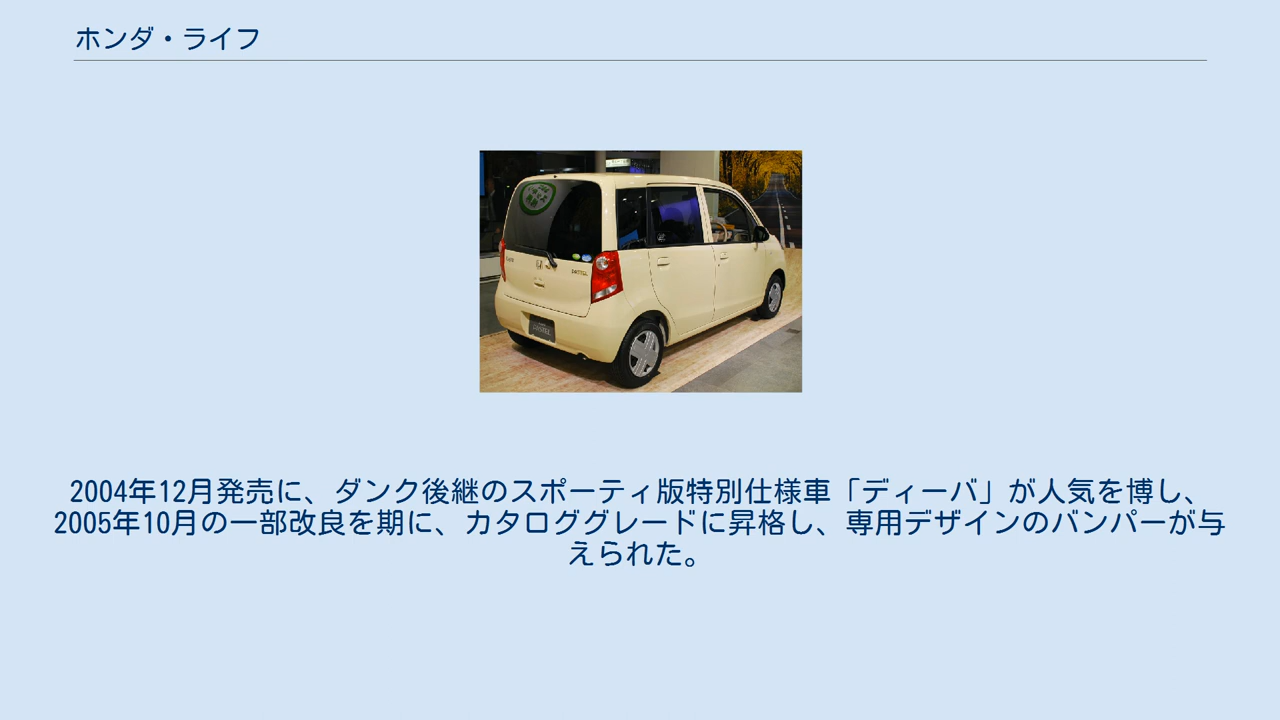 ホンダ・ライフ
2004年12月発売に、ダンク後継のスポーティ版特別仕様車「ディーバ」が人気を博し、
2005年10月の一部改良を期に、カタロググレードに昇格し、専用デザインのバンパーが与
えられた。